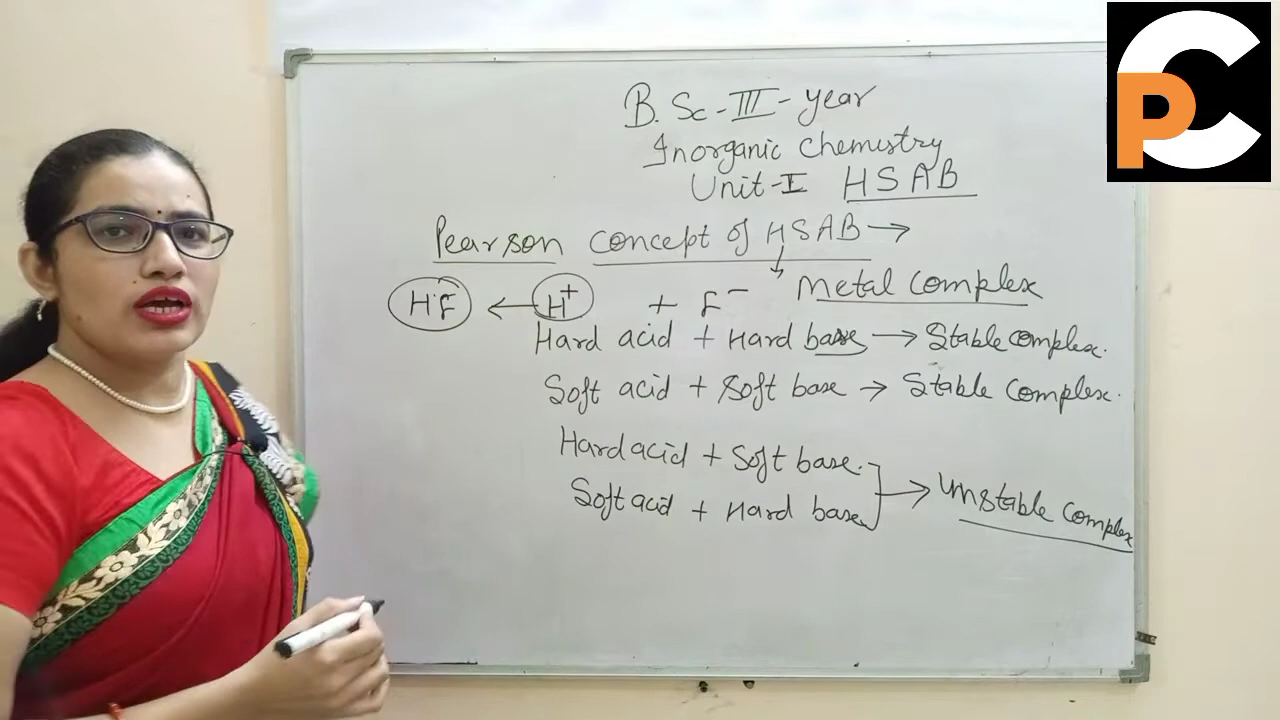 B.Sc-III-year
Inorganic Chemistry
Unit-I HSAB
Pearson concept of HSAB →
↓ Metal Complex
HF ← H⁺ + F⁻
Hard acid + Hard base → Stable complex.
Soft acid + Soft base → Stable Complex.
Hard acid + Soft base.
Soft acid + Hard base
→ Unstable Complex
PC